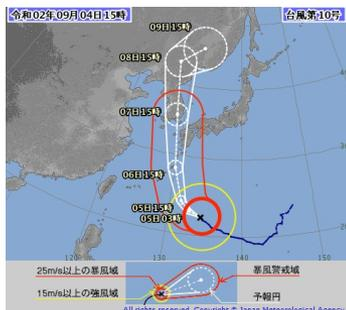 令和02年09月04日15時
台風第10号
09日15時
08日15時
07日15時
06日15時
05日15時
05日03時
120
140
25m/s以上の暴風域
暴風警戒域
15m/s以上の強風域
予報円
All rights reserved. Copyright © Japan Meteorological Agency